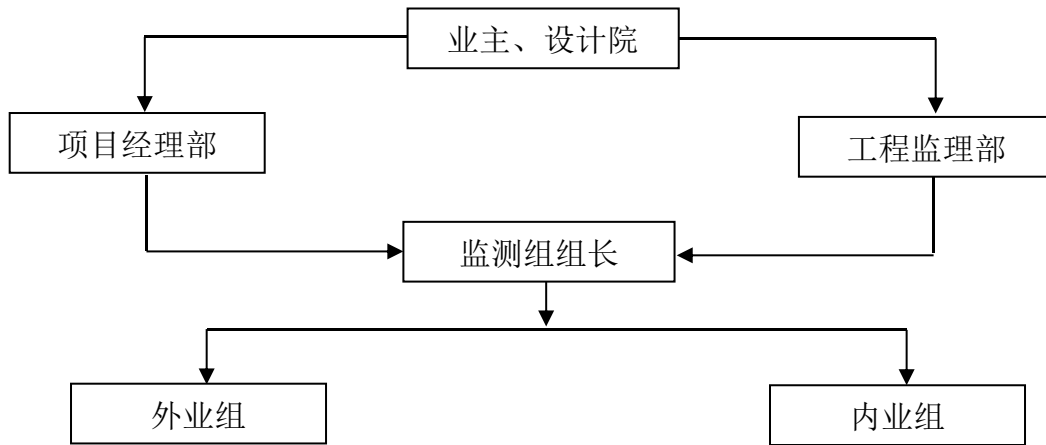 业主、设计院
项目经理部
工程监理部
监测组组长
外业组
内业组